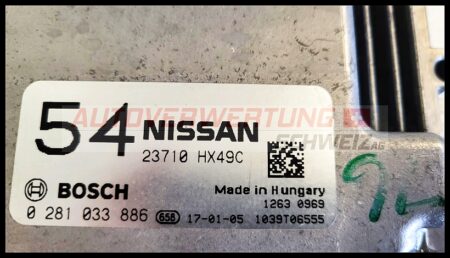 54 NISSAN
23710 HX49C
AUTOVERWERTUNG
SCHWEIZ AG
BOSCH
Made in Hungary
1263 0969
0 281 033 886 658 17-01-05 1039T06555